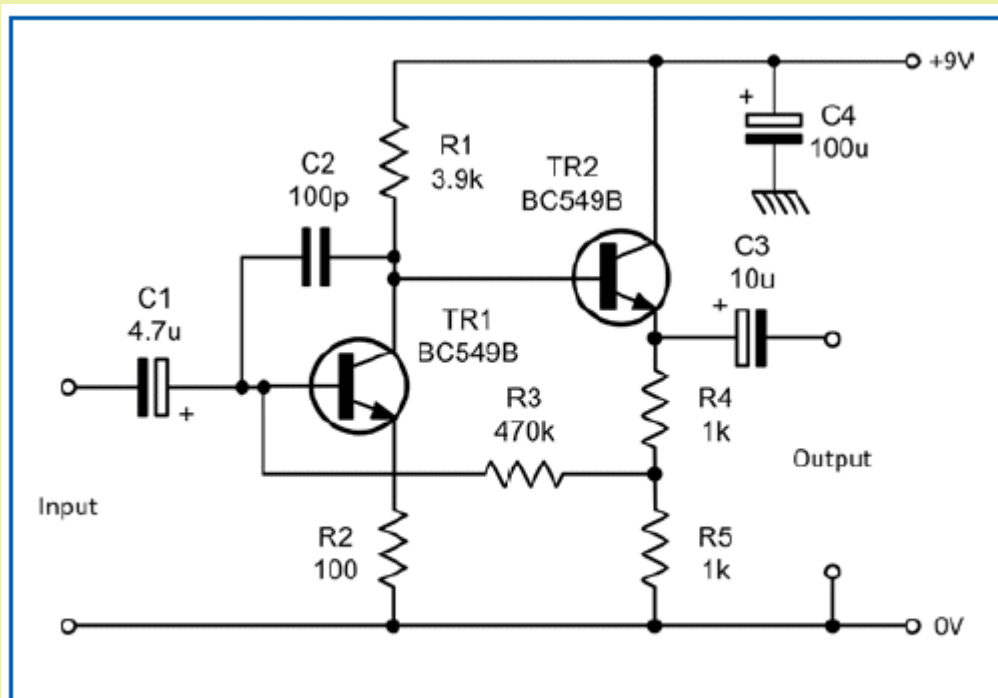 +9V
+
C4
100u
R1
3.9k
TR2
BC549B
C2
100p
C3
10u
+
C1
4.7u
+
TR1
BC549B
R3
470k
R4
1k
Output
Input
R2
100
R5
1k
0V